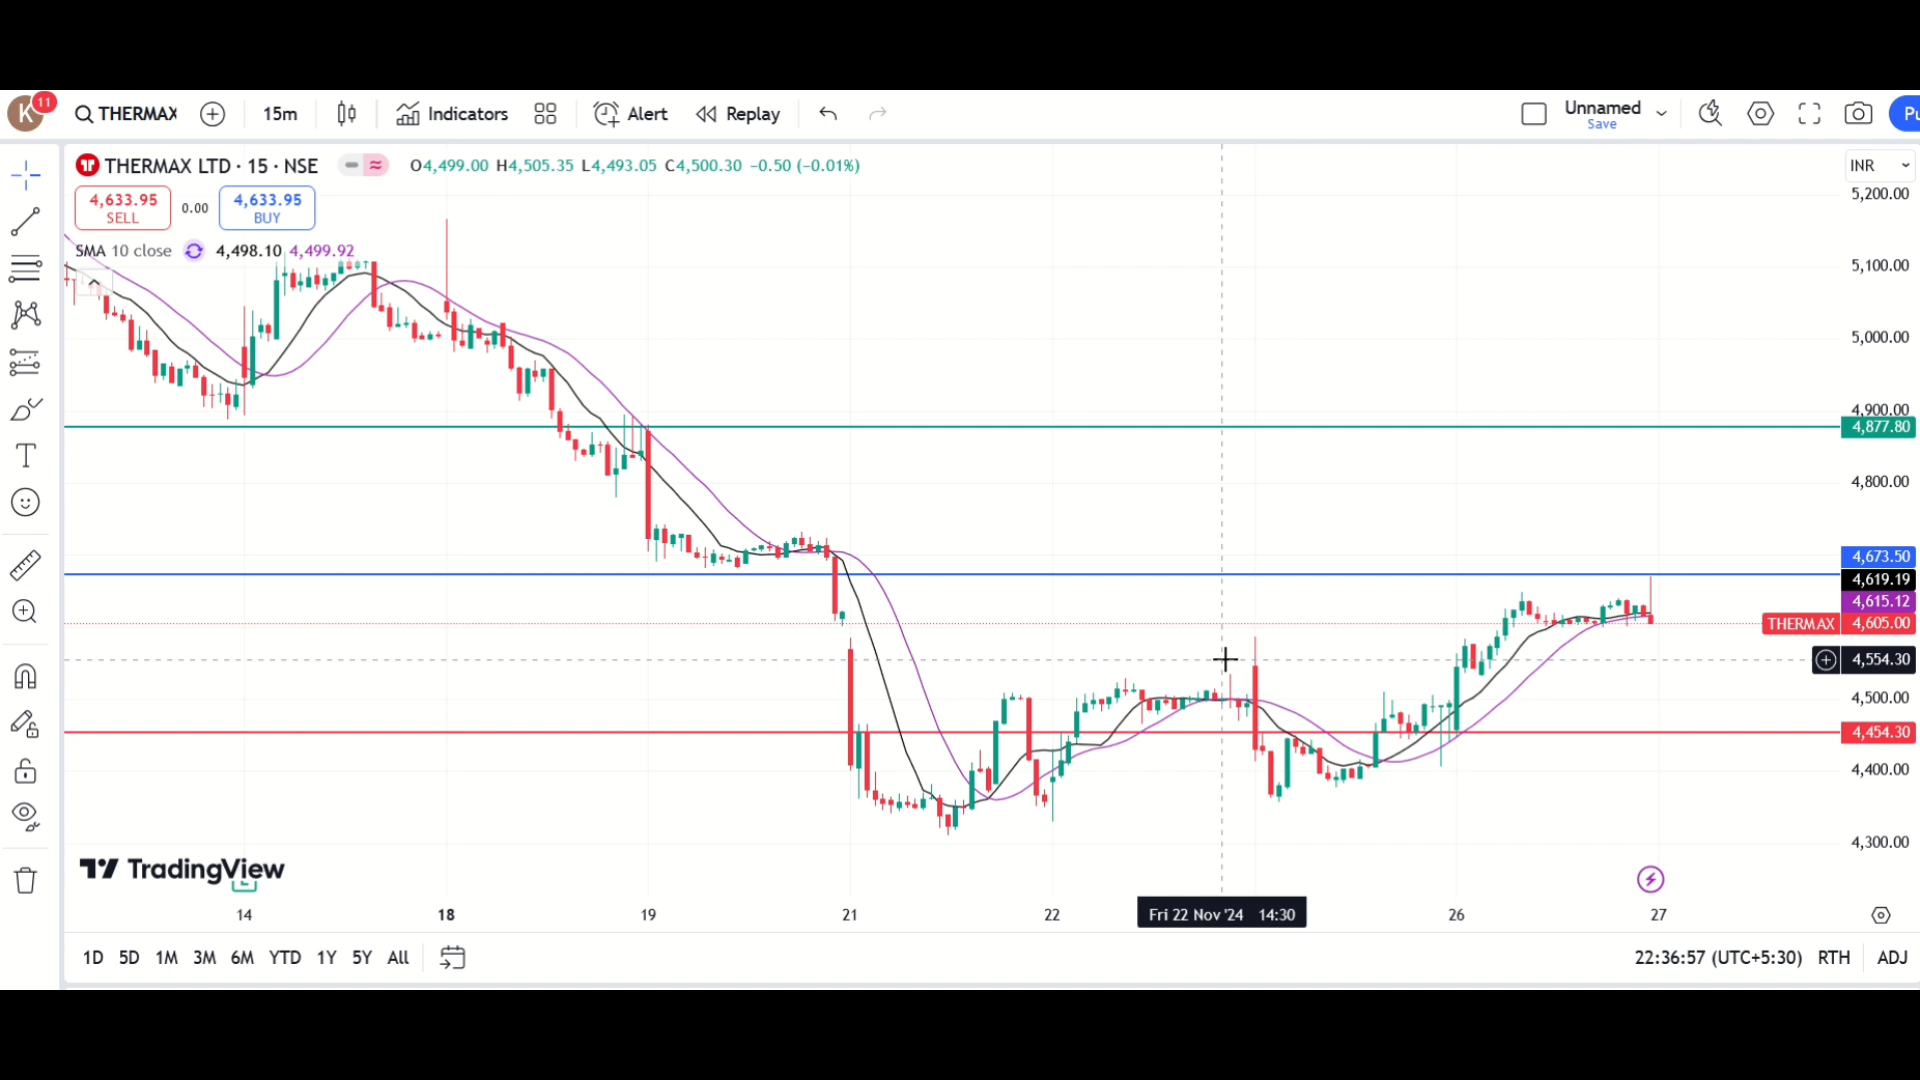 K 11 THERMAX 15m Indicators Alert Replay Unnamed Save Pu
THERMAX LTD · 15 · NSE O4,499.00 H4,505.35 L4,493.05 C4,500.30 −0.50 (−0.01%) INR
4,633.95 SELL 0.00 4,633.95 BUY
SMA 10 close 4,498.10 4,499.92
5,200.00
5,100.00
5,000.00
4,900.00
4,877.80
4,800.00
4,673.50
4,619.19
4,615.12
THERMAX 4,605.00
4,554.30
4,500.00
4,454.30
4,400.00
4,300.00
TradingView
14 18 19 21 22 Fri 22 Nov '24 14:30 26 27
1D 5D 1M 3M 6M YTD 1Y 5Y All 22:36:57 (UTC+5:30) RTH ADJ